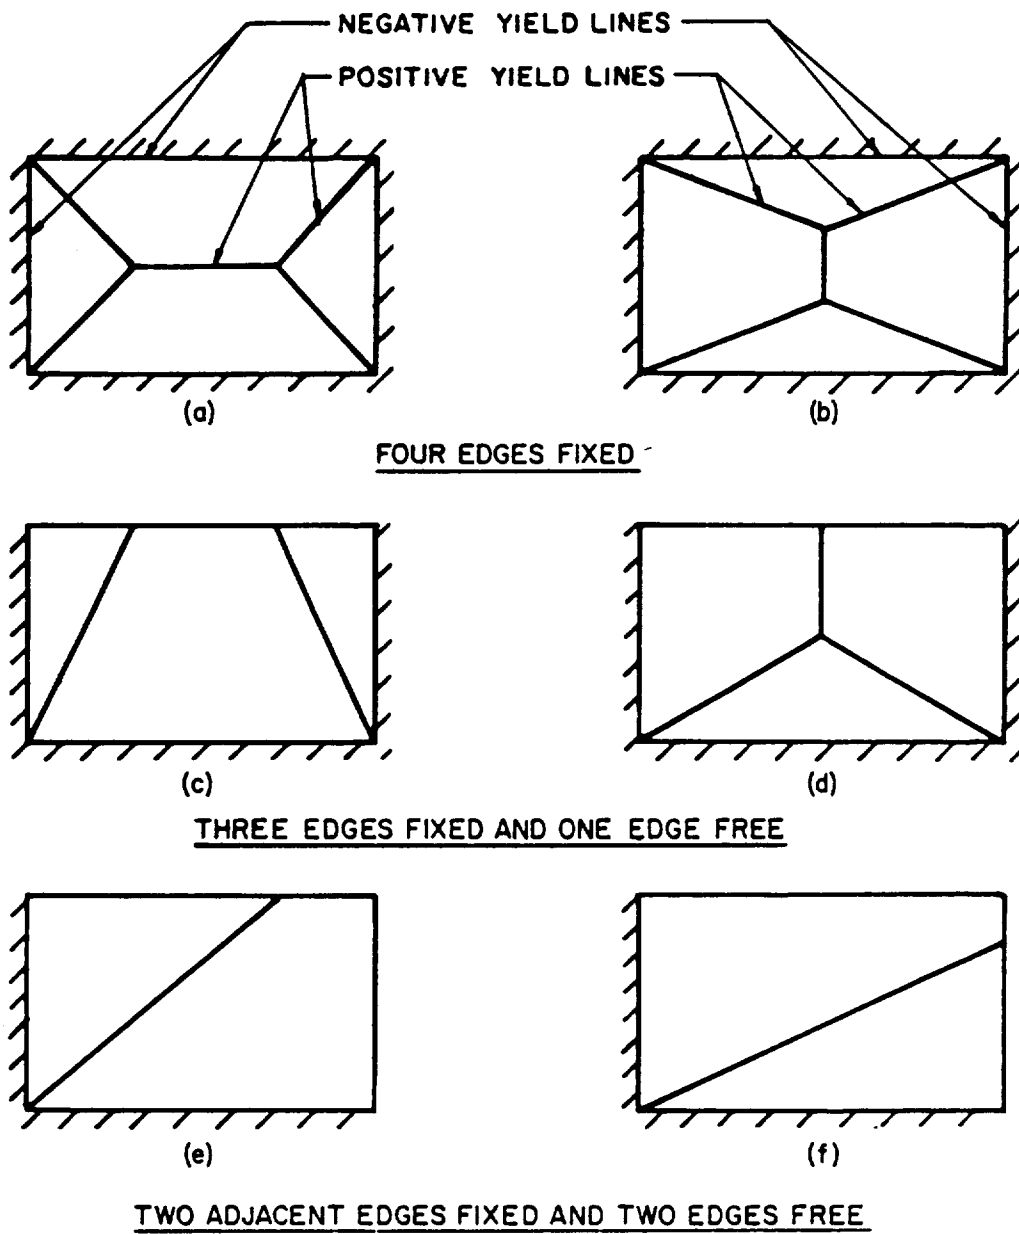 NEGATIVE YIELD LINES
POSITIVE YIELD LINES
(a)
(b)
FOUR EDGES FIXED
(c)
(d)
THREE EDGES FIXED AND ONE EDGE FREE
(e)
(f)
TWO ADJACENT EDGES FIXED AND TWO EDGES FREE